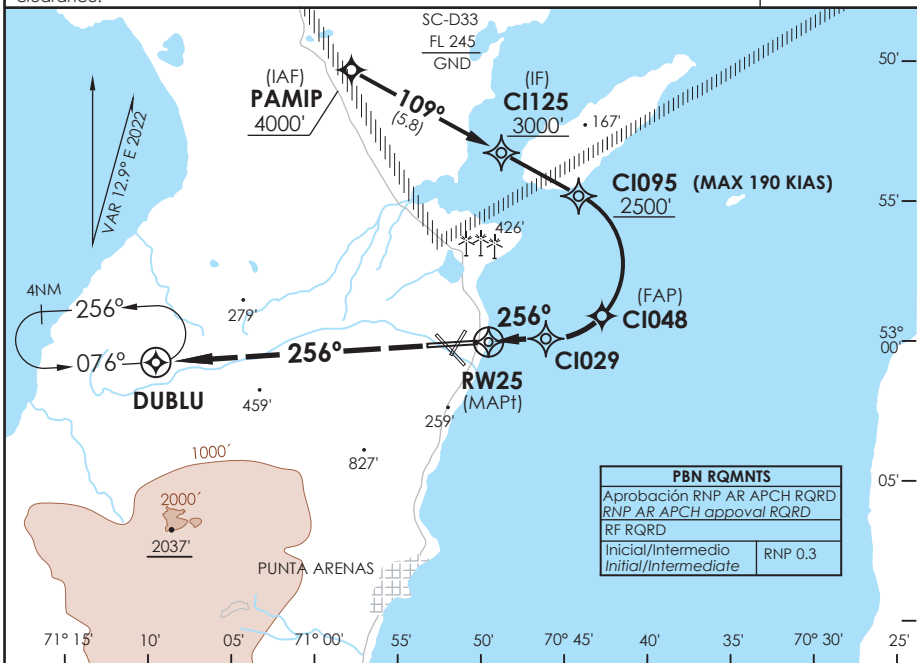 clearance.
SC-D33
FL 245
GND
50'
(IAF)
PAMIP
4000'
109°
(5.8)
(IF)
CI125
3000'
167'
VAR 12.9° E 2022
CI095 (MAX 190 KIAS)
2500'
55'
426'
4NM
256°
279'
256°
(FAP)
CI048
076°
256°
CI029
53°
00'
DUBLU
RW25
(MAPt)
459'
259'
827'
1000´
2000´
2037'
PUNTA ARENAS
PBN RQMNTS
Aprobación RNP AR APCH RQRD
RNP AR APCH appoval RQRD
RF RQRD
Inicial/Intermedio
Initial/Intermediate
RNP 0.3
05'
71° 15' 10' 05' 71° 00' 55' 50' 70° 45' 40' 35' 70° 30' 25'